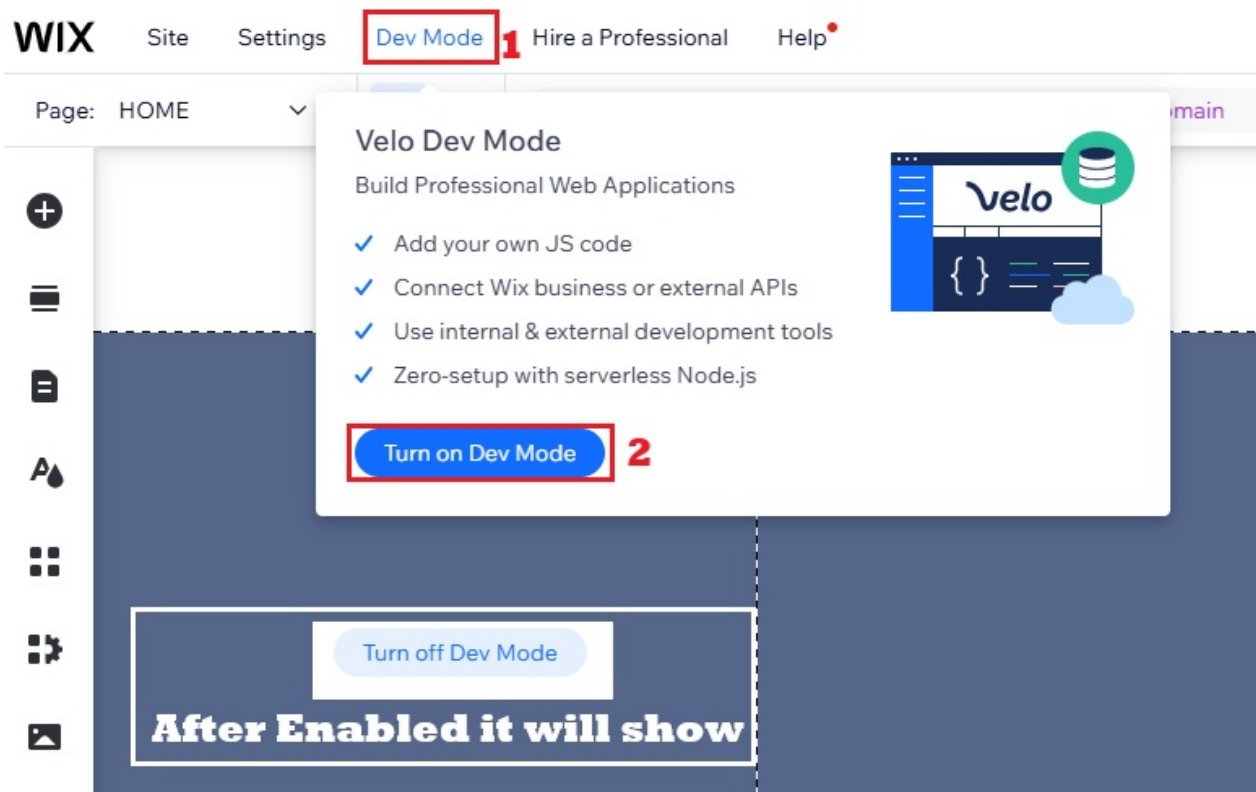 WIX Site Settings Dev Mode 1 Hire a Professional Help
Page: HOME
main
Velo Dev Mode
Build Professional Web Applications
velo
{ }
Add your own JS code
Connect Wix business or external APIs
Use internal & external development tools
Zero-setup with serverless Node.js
Turn on Dev Mode 2
Turn off Dev Mode
After Enabled it will show